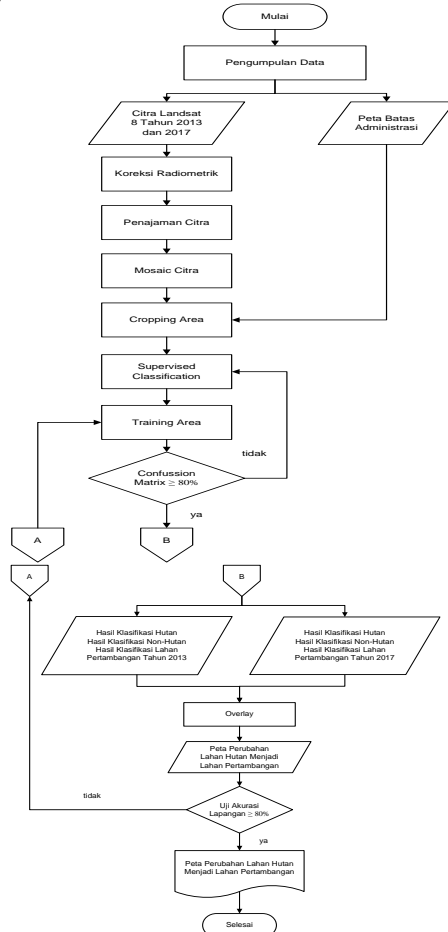 Mulai
Pengumpulan Data
Citra Landsat
8 Tahun 2013
dan 2017
Peta Batas
Administrasi
Koreksi Radiometrik
Penajaman Citra
Mosaic Citra
Cropping Area
Supervised
Classification
Training Area
tidak
Confussion
Matrix ≥ 80%
ya
A
B
A
B
Hasil Klasifikasi Hutan
Hasil Klasifikasi Non-Hutan
Hasil Klasifikasi Lahan
Pertambangan Tahun 2013
Hasil Klasifikasi Hutan
Hasil Klasifikasi Non-Hutan
Hasil Klasifikasi Lahan
Pertambangan Tahun 2017
Overlay
Peta Perubahan
Lahan Hutan Menjadi
Lahan Pertambangan
tidak
Uji Akurasi
Lapangan ≥ 80%
ya
Peta Perubahan Lahan Hutan
Menjadi Lahan Pertambangan
Selesai